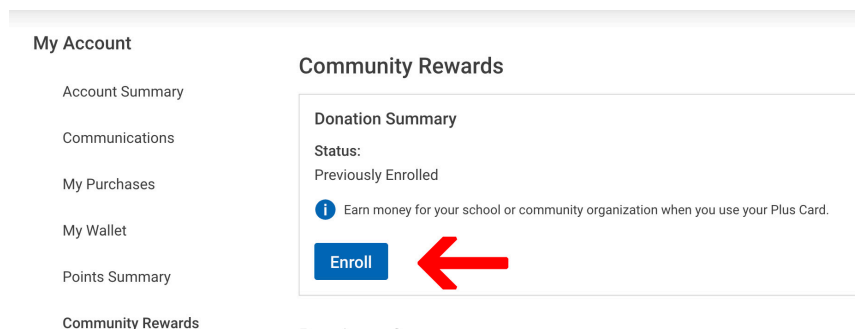 My Account
Account Summary
Communications
My Purchases
My Wallet
Points Summary
Community Rewards
Community Rewards
Donation Summary
Status:
Previously Enrolled
Earn money for your school or community organization when you use your Plus Card.
Enroll